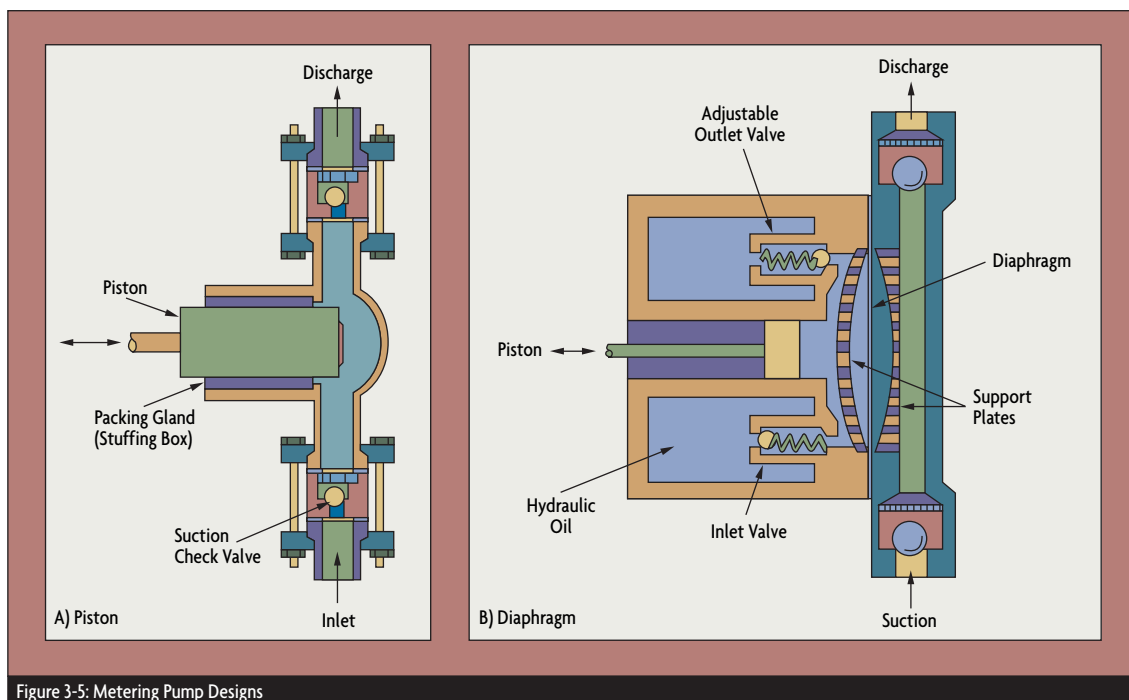 Discharge
Piston
Packing Gland
(Stuffing Box)
Suction
Check Valve
Inlet
A) Piston
Discharge
Adjustable
Outlet Valve
Diaphragm
Piston
Support
Plates
Hydraulic
Oil
Inlet Valve
Suction
B) Diaphragm
Figure 3-5: Metering Pump Designs